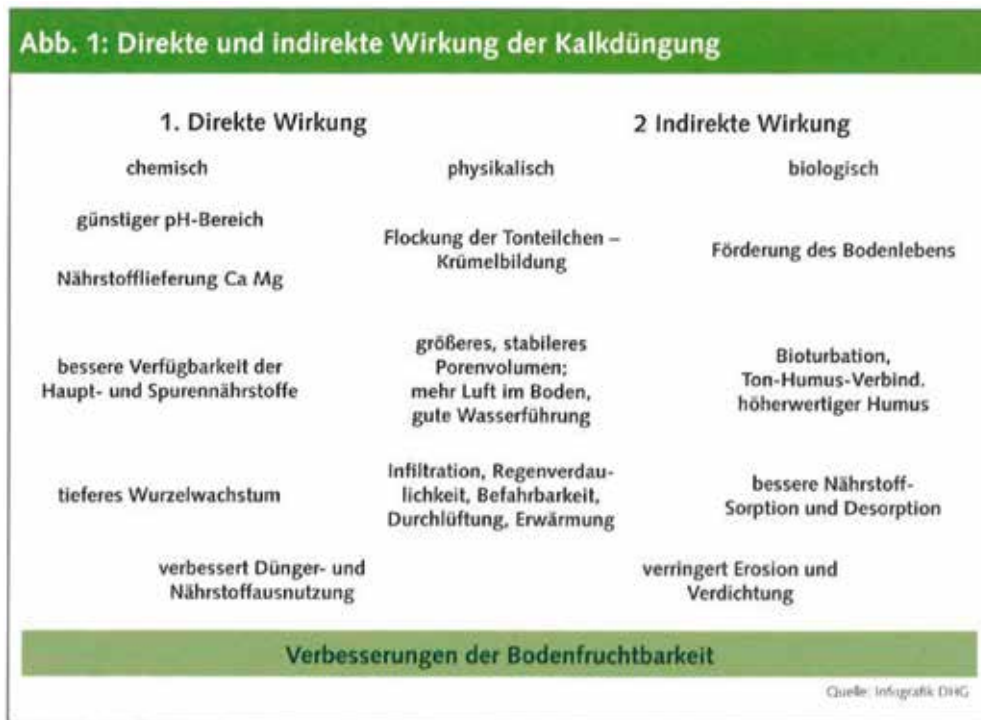 Abb. 1: Direkte und indirekte Wirkung der Kalkdüngung
1. Direkte Wirkung
2 Indirekte Wirkung
chemisch
physikalisch
biologisch
günstiger pH-Bereich
Nährstofflieferung Ca Mg
Flockung der Tonteilchen –
Krümelbildung
Förderung des Bodenlebens
bessere Verfügbarkeit der
Haupt- und Spurennährstoffe
größeres, stabileres
Porenvolumen;
mehr Luft im Boden,
gute Wasserführung
Bioturbation,
Ton-Humus-Verbind.
höherwertiger Humus
tieferes Wurzelwachstum
Infiltration, Regenverdau-
lichkeit, Befahrbarkeit,
Durchlüftung, Erwärmung
bessere Nährstoff-
Sorption und Desorption
verbessert Dünger- und
Nährstoffausnutzung
verringert Erosion und
Verdichtung
Verbesserungen der Bodenfruchtbarkeit
Quelle: Infografik DHG